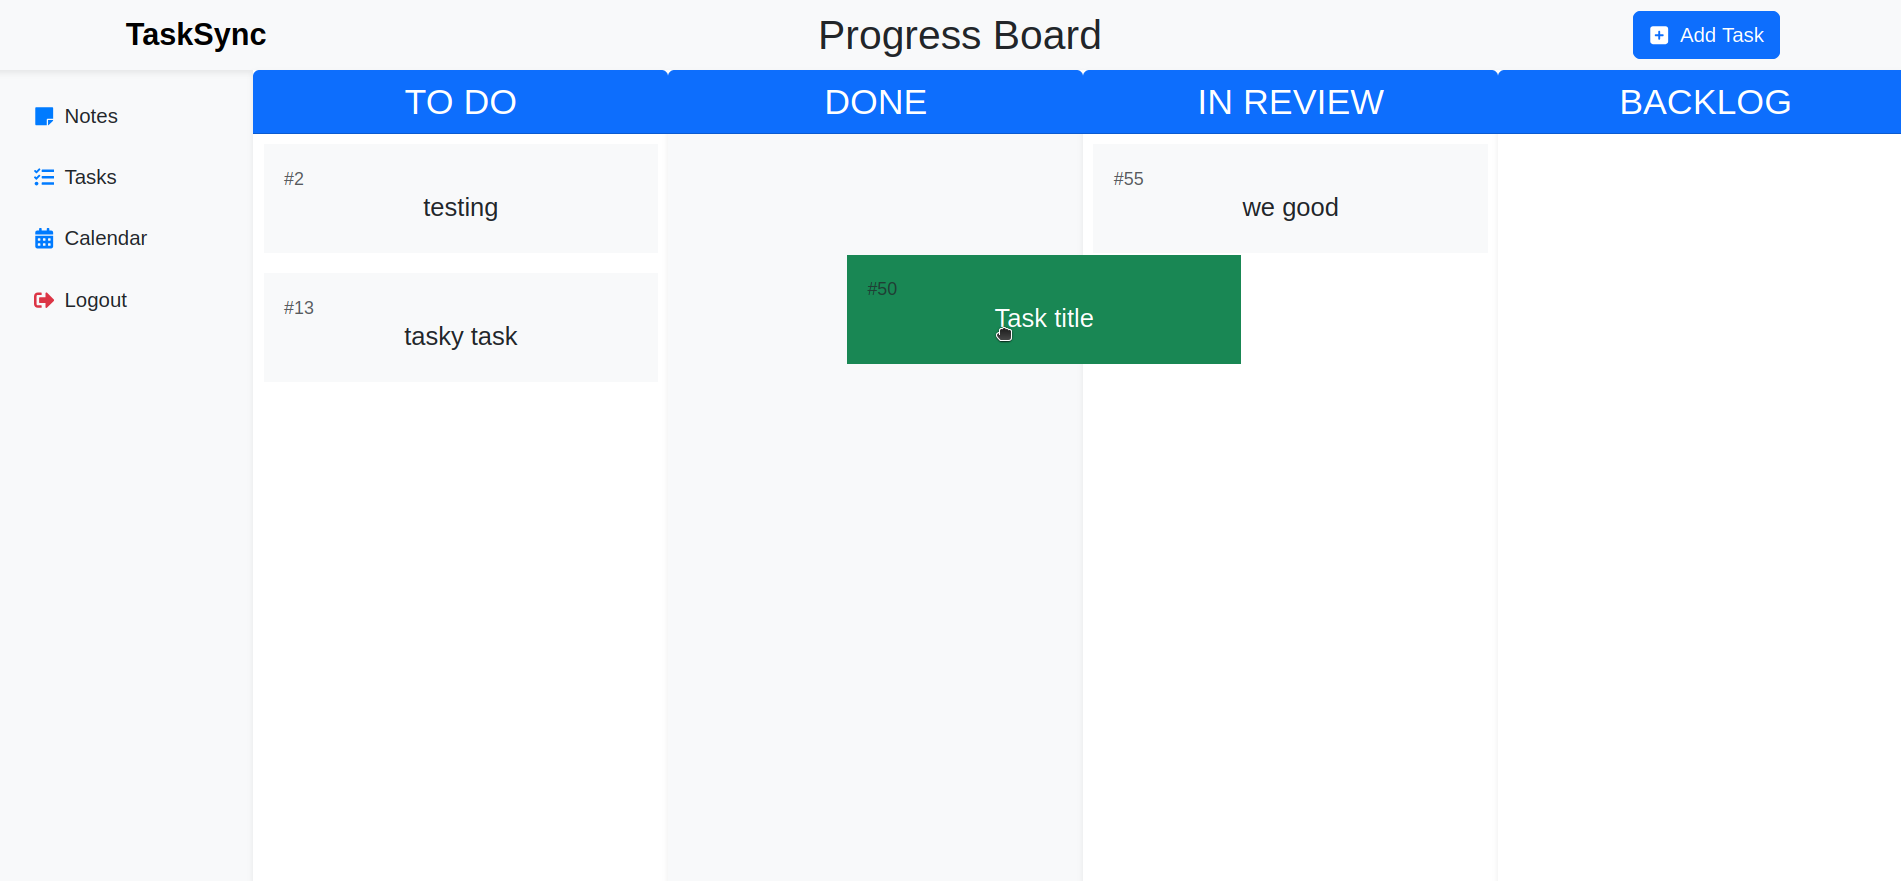 TaskSync
Progress Board
Add Task
Notes
Tasks
Calendar
Logout
TO DO
DONE
IN REVIEW
BACKLOG
#2
testing
#13
tasky task
#50
Task title
#55
we good